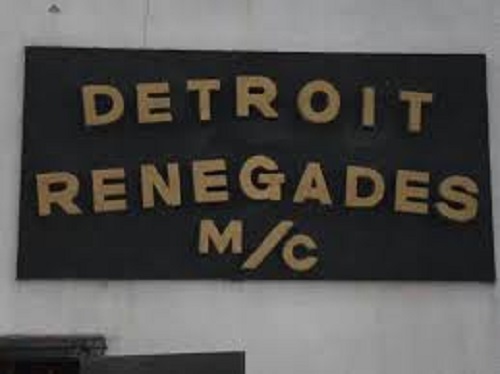 DETROIT
RENEGADES
M/C